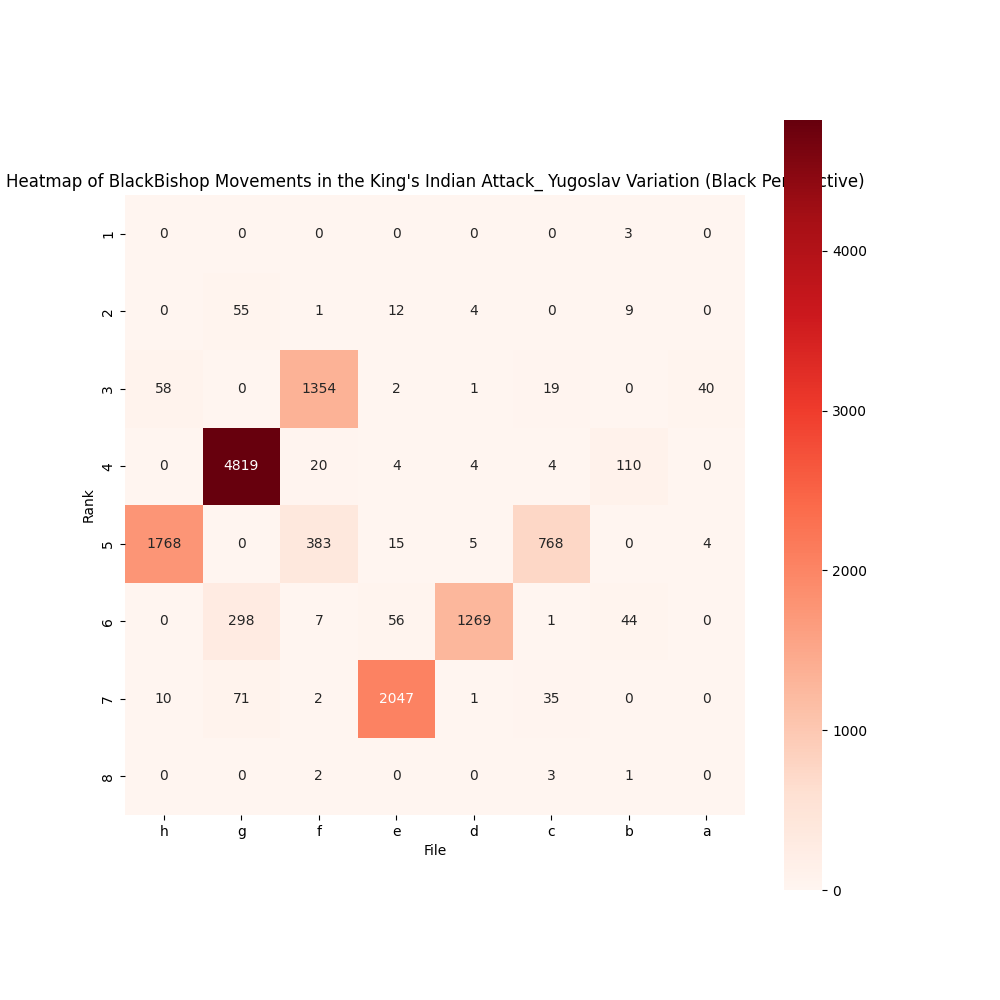 Heatmap of BlackBishop Movements in the King's Indian Attack_ Yugoslav Variation (Black Pe ctive)
1 0 0 0 0 0 0 3 0
4000
2 0 55 1 12 4 0 9 0
3 58 0 1354 2 1 19 0 40
3000
4 0 4819 20 4 4 4 110 0
Rank
5 1768 0 383 15 5 768 0 4
2000
6 0 298 7 56 1269 1 44 0
7 10 71 2 2047 1 35 0 0
1000
8 0 0 2 0 0 3 1 0
h g f e d c b a
File
0